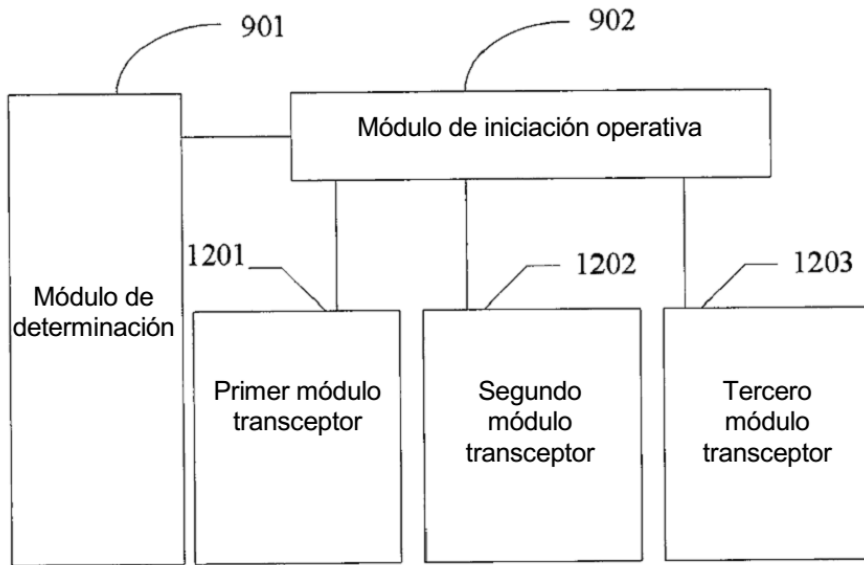 901
902
Módulo de iniciación operativa
1201
1202
1203
Módulo de
determinación
Primer módulo
transceptor
Segundo
módulo
transceptor
Tercero
módulo
transceptor